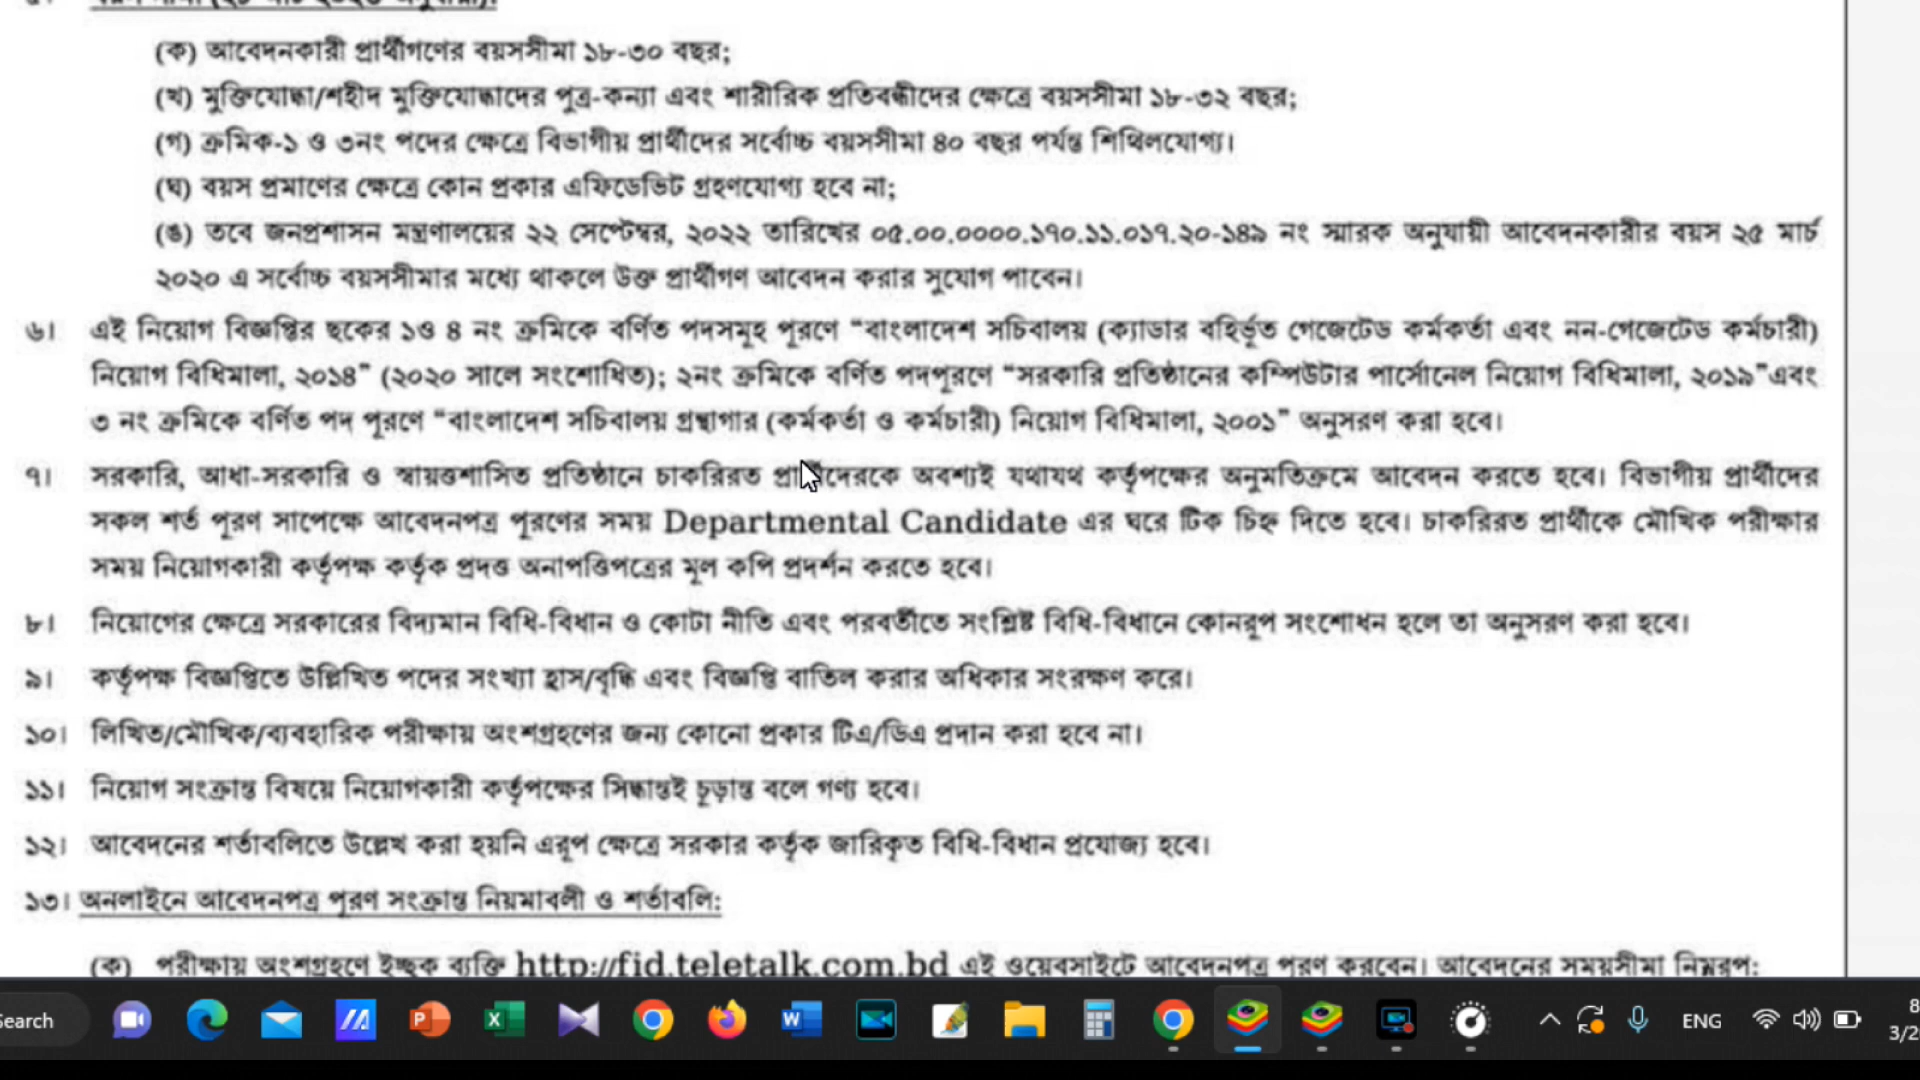 (ক) আবেদনকারী প্রার্থীগণের বয়সসীমা ১৮-৩০ বছর;
(খ) মুক্তিযোদ্ধা/শহীদ মুক্তিযোদ্ধাদের পুত্র-কন্যা এবং শারীরিক প্রতিবন্ধীদের ক্ষেত্রে বয়সসীমা ১৮-৩২ বছর;
(গ) ক্রমিক-১ ও ৩নং পদের ক্ষেত্রে বিভাগীয় প্রার্থীদের সর্বোচ্চ বয়সসীমা ৪০ বছর পর্যন্ত শিথিলযোগ্য।
(ঘ) বয়স প্রমাণের ক্ষেত্রে কোন প্রকার এফিডেভিট গ্রহণযোগ্য হবে না;
(ঙ) তবে জনপ্রশাসন মন্ত্রণালয়ের ২২ সেপ্টেম্বর, ২০২২ তারিখের ০৫.০০.০০০০.১৭০.১১.০১৭.২০-১৪৯ নং স্মারক অনুযায়ী আবেদনকারীর বয়স ২৫ মার্চ
২০২০ এ সর্বোচ্চ বয়সসীমার মধ্যে থাকলে উক্ত প্রার্থীগণ আবেদন করার সুযোগ পাবেন।
৬। এই নিয়োগ বিজ্ঞপ্তির ছকের ১ও ৪ নং ক্রমিকে বর্ণিত পদসমূহ পূরণে “বাংলাদেশ সচিবালয় (ক্যাডার বহির্ভূত গেজেটেড কর্মকর্তা এবং নন-গেজেটেড কর্মচারী)
নিয়োগ বিধিমালা, ২০১৪” (২০২০ সালে সংশোধিত); ২নং ক্রমিকে বর্ণিত পদপূরণে “সরকারি প্রতিষ্ঠানের কম্পিউটার পার্সোনেল নিয়োগ বিধিমালা, ২০১৯”এবং
৩ নং ক্রমিকে বর্ণিত পদ পূরণে “বাংলাদেশ সচিবালয় গ্রন্থাগার (কর্মকর্তা ও কর্মচারী) নিয়োগ বিধিমালা, ২০০১” অনুসরণ করা হবে।
৭। সরকারি, আধা-সরকারি ও স্বায়ত্তশাসিত প্রতিষ্ঠানে চাকরিরত প্রার্থীদেরকে অবশ্যই যথাযথ কর্তৃপক্ষের অনুমতিক্রমে আবেদন করতে হবে। বিভাগীয় প্রার্থীদের
সকল শর্ত পূরণ সাপেক্ষে আবেদনপত্র পূরণের সময় Departmental Candidate এর ঘরে টিক চিহ্ন দিতে হবে। চাকরিরত প্রার্থীকে মৌখিক পরীক্ষার
সময় নিয়োগকারী কর্তৃপক্ষ কর্তৃক প্রদত্ত অনাপত্তিপত্রের মূল কপি প্রদর্শন করতে হবে।
৮। নিয়োগের ক্ষেত্রে সরকারের বিদ্যমান বিধি-বিধান ও কোটা নীতি এবং পরবর্তীতে সংশ্লিষ্ট বিধি-বিধানে কোনরূপ সংশোধন হলে তা অনুসরণ করা হবে।
৯। কর্তৃপক্ষ বিজ্ঞপ্তিতে উল্লিখিত পদের সংখ্যা হ্রাস/বৃদ্ধি এবং বিজ্ঞপ্তি বাতিল করার অধিকার সংরক্ষণ করে।
১০। লিখিত/মৌখিক/ব্যবহারিক পরীক্ষায় অংশগ্রহণের জন্য কোনো প্রকার টিএ/ডিএ প্রদান করা হবে না।
১১। নিয়োগ সংক্রান্ত বিষয়ে নিয়োগকারী কর্তৃপক্ষের সিদ্ধান্তই চূড়ান্ত বলে গণ্য হবে।
১২। আবেদনের শর্তাবলিতে উল্লেখ করা হয়নি এরূপ ক্ষেত্রে সরকার কর্তৃক জারিকৃত বিধি-বিধান প্রযোজ্য হবে।
১৩। অনলাইনে আবেদনপত্র পূরণ সংক্রান্ত নিয়মাবলী ও শর্তাবলি:
(ক) পরীক্ষায় অংশগ্রহণে ইচ্ছুক ব্যক্তি http://fid.teletalk.com.bd এই ওয়েবসাইটে আবেদনপত্র পূরণ করবেন। আবেদনের সময়সীমা নিম্নরূপ:
Search
ENG